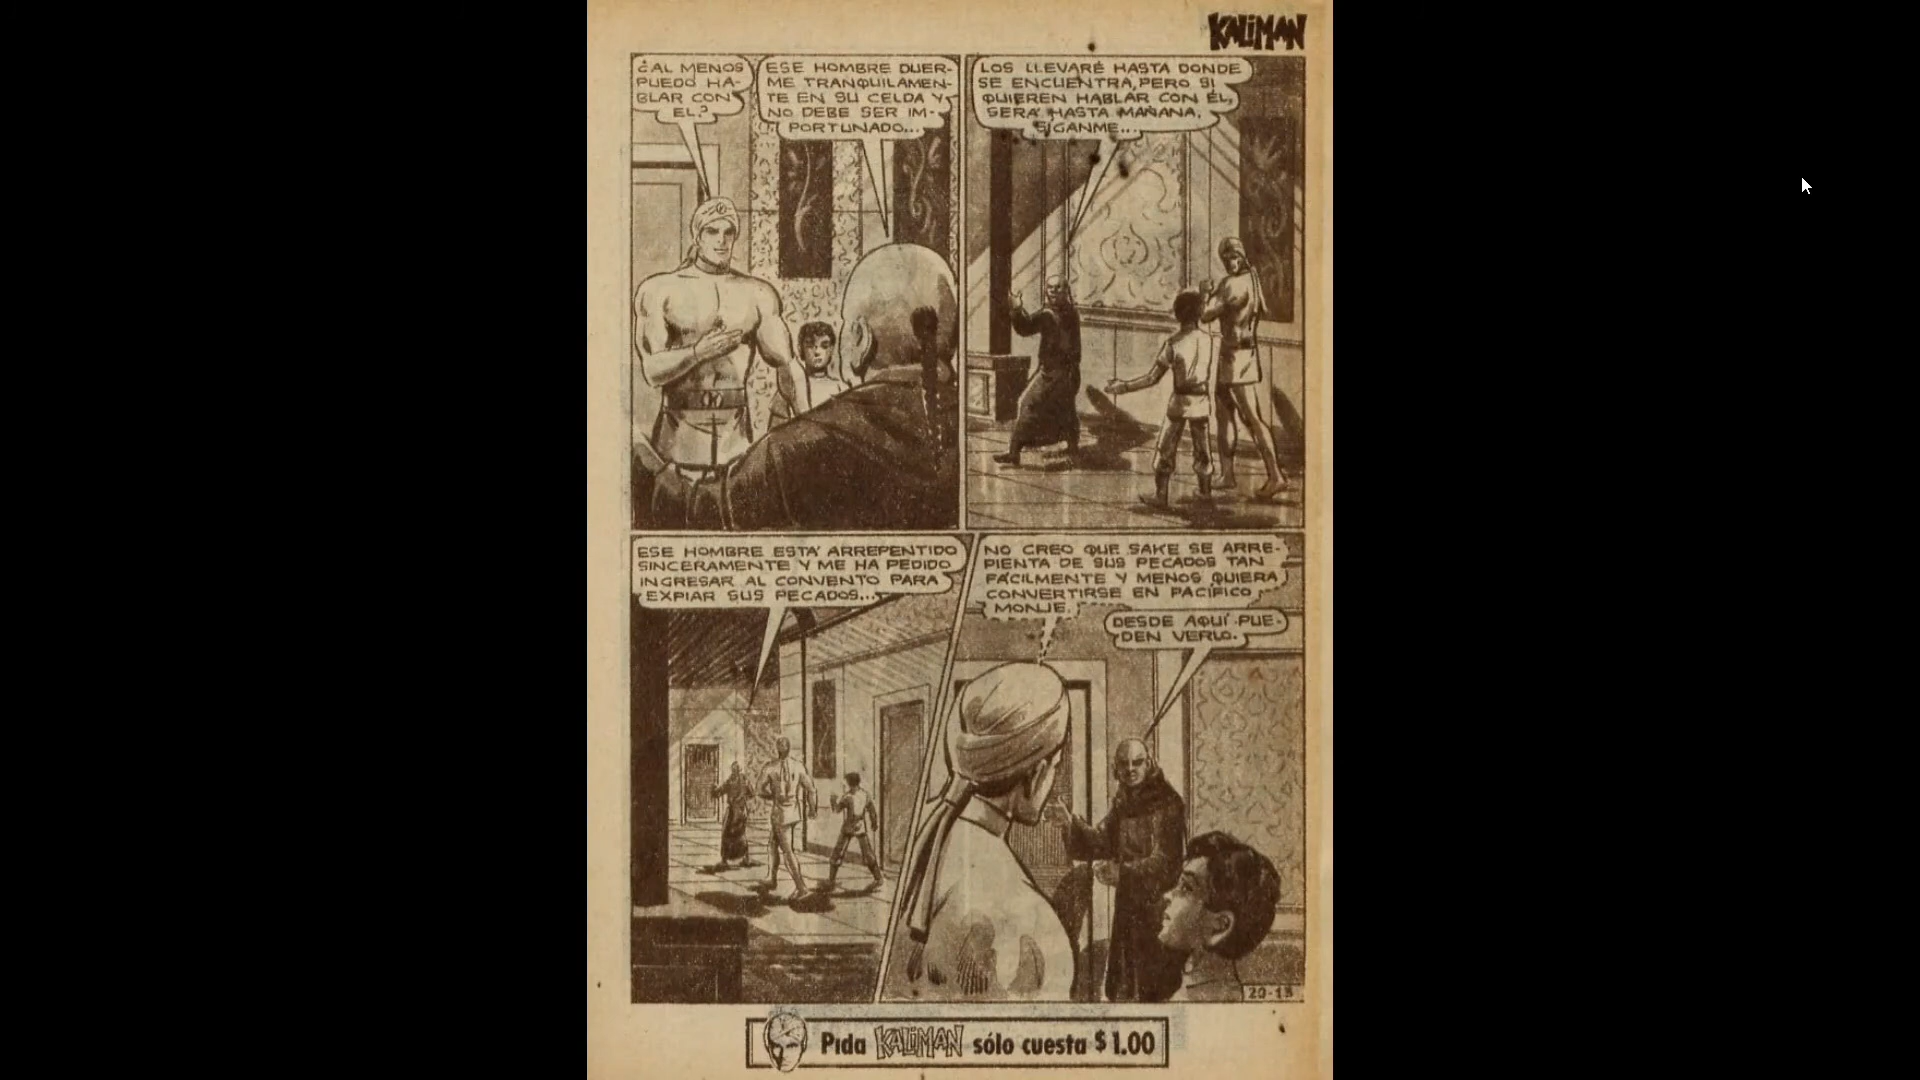 KALIMAN
¿AL MENOS
PUEDO HA-
BLAR CON
EL?
ESE HOMBRE DUER-
ME TRANQUILAMEN-
TE EN SU CELDA Y
NO DEBE SER IM-
PORTUNADO...
LOS LLEVARÉ HASTA DONDE
SE ENCUENTRA, PERO SI
QUIEREN HABLAR CON ÉL,
SERÁ HASTA MAÑANA.
SÍGANME...
ESE HOMBRE ESTÁ ARREPENTIDO
SINCERAMENTE Y ME HA PEDIDO
INGRESAR AL CONVENTO PARA
EXPIAR SUS PECADOS...
NO CREO QUE SAKE SE ARRE-
PIENTA DE SUS PECADOS TAN
FÁCILMENTE Y MENOS QUIERA
CONVERTIRSE EN PACÍFICO
MONJE.
DESDE AQUÍ PUE-
DEN VERLO.
Pida KALIMAN sólo cuesta $1.00